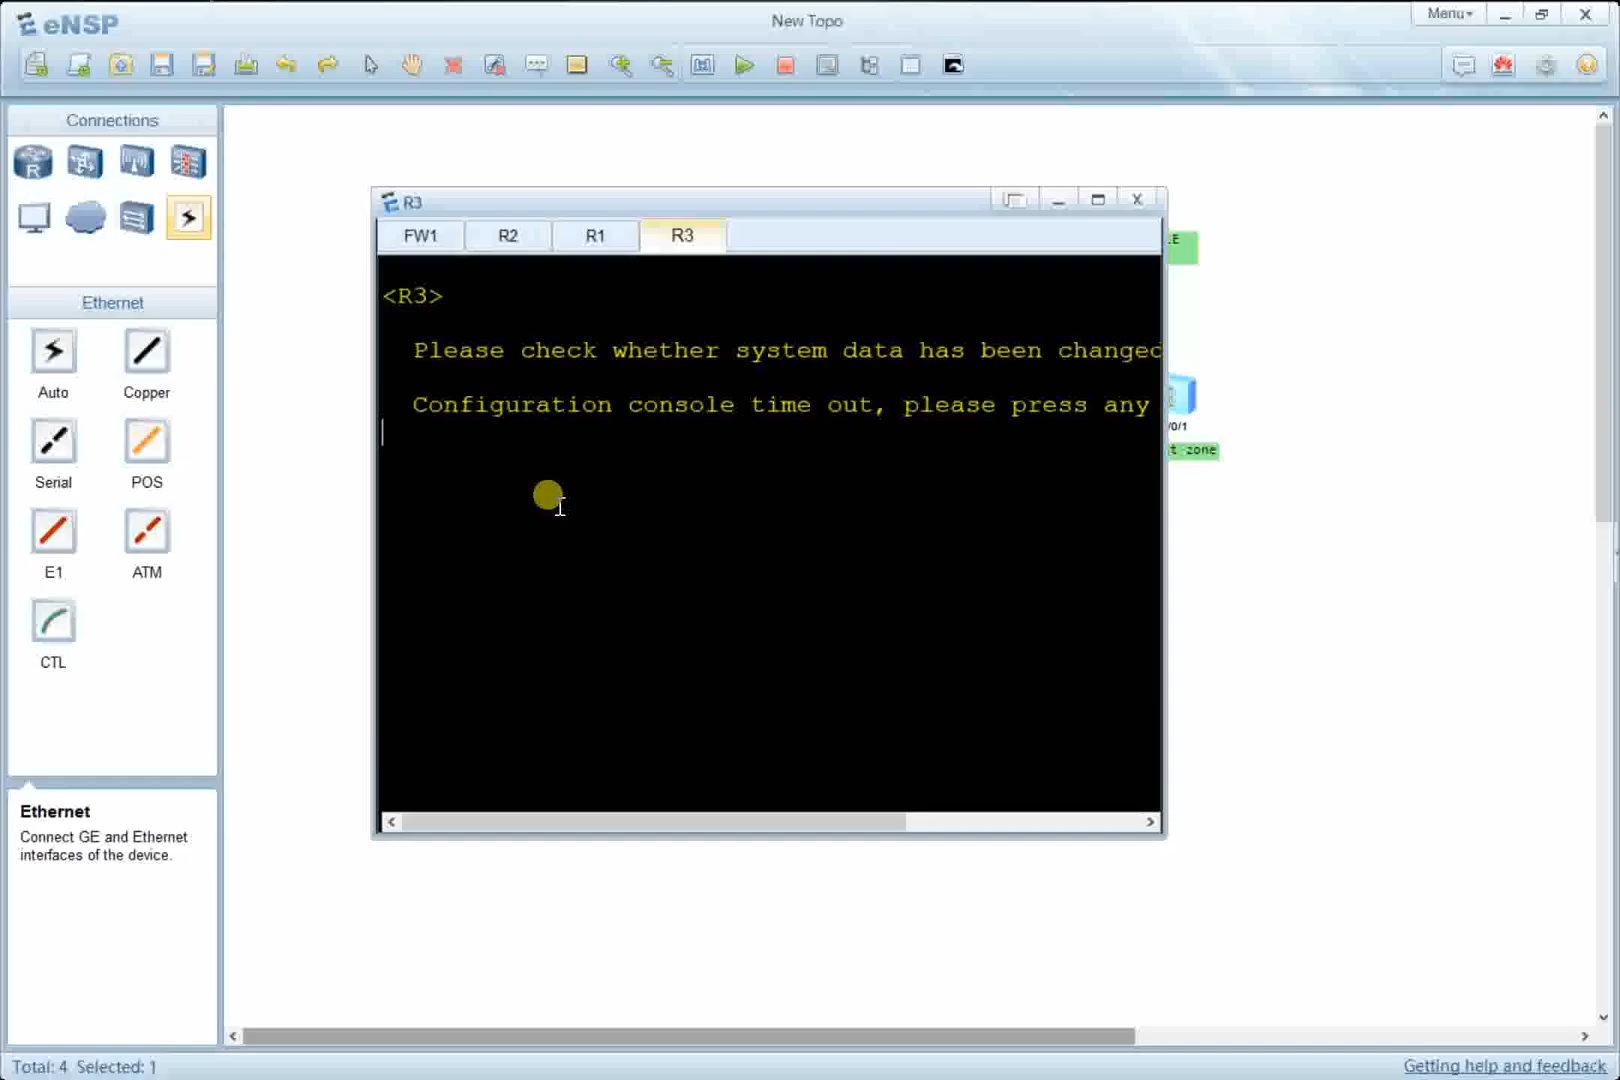 eNSP
New Topo
Menu
Connections
R
Ethernet
Auto
Copper
Serial
POS
E1
ATM
CTL
Ethernet
Connect GE and Ethernet
interfaces of the device.
R3
FW1
R2
R1
R3
<R3>
Please check whether system data has been changed
Configuration console time out, please press any
E
/0/1
t zone
Total: 4 Selected: 1
Getting help and feedback